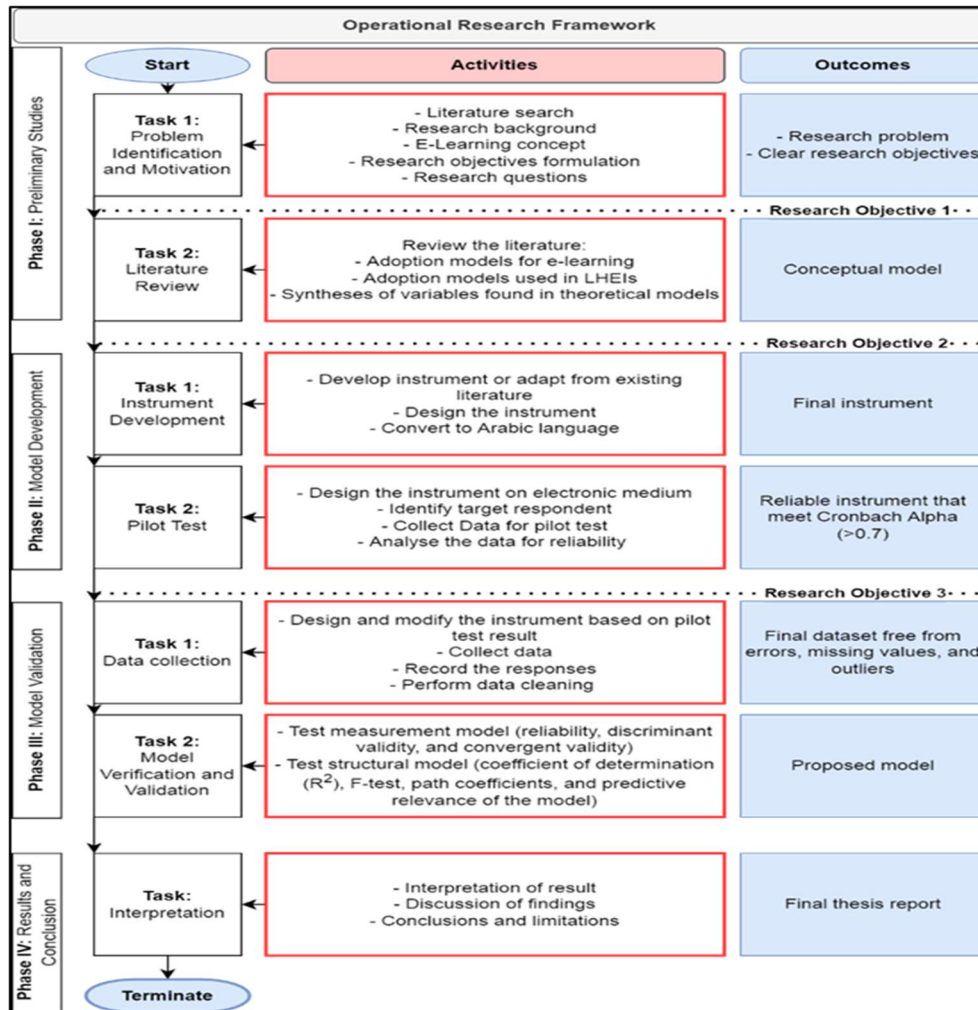 Operational Research Framework
Start
Activities
Outcomes
Phase I: Preliminary Studies
Task 1:
Problem
Identification
and Motivation
- Literature search
- Research background
- E-Learning concept
- Research objectives formulation
- Research questions
- Research problem
- Clear research objectives
Research Objective 1
Task 2:
Literature
Review
Review the literature:
- Adoption models for e-learning
- Adoption models used in LHEIs
- Syntheses of variables found in theoretical models
Conceptual model
Research Objective 2
Phase II: Model Development
Task 1:
Instrument
Development
- Develop instrument or adapt from existing
literature
- Design the instrument
- Convert to Arabic language
Final instrument
Task 2:
Pilot Test
- Design the instrument on electronic medium
- Identify target respondent
- Collect Data for pilot test
- Analyse the data for reliability
Reliable instrument that
meet Cronbach Alpha
(>0.7)
Research Objective 3
Phase III: Model Validation
Task 1:
Data collection
- Design and modify the instrument based on pilot
test result
- Collect data
- Record the responses
- Perform data cleaning
Final dataset free from
errors, missing values, and
outliers
Task 2:
Model
Verification and
Validation
- Test measurement model (reliability, discriminant
validity, and convergent validity)
- Test structural model (coefficient of determination
(R²), F-test, path coefficients, and predictive
relevance of the model)
Proposed model
Phase IV: Results and
Conclusion
Task:
Interpretation
- Interpretation of result
- Discussion of findings
- Conclusions and limitations
Final thesis report
Terminate